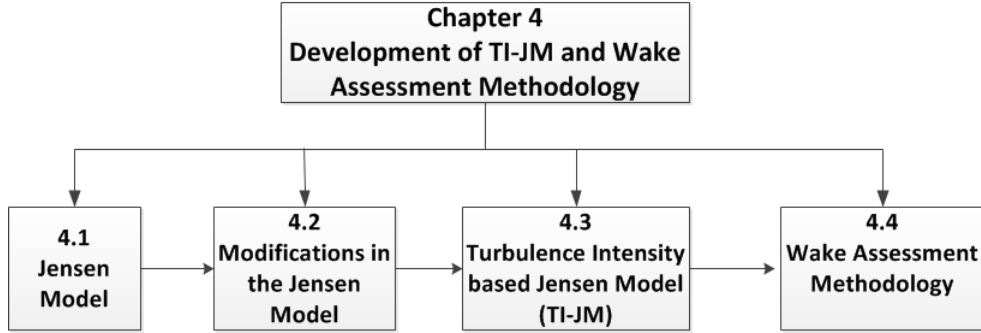 Chapter 4
Development of TI-JM and Wake
Assessment Methodology
4.1
Jensen
Model
4.2
Modifications in
the Jensen
Model
4.3
Turbulence Intensity
based Jensen Model
(TI-JM)
4.4
Wake Assessment
Methodology